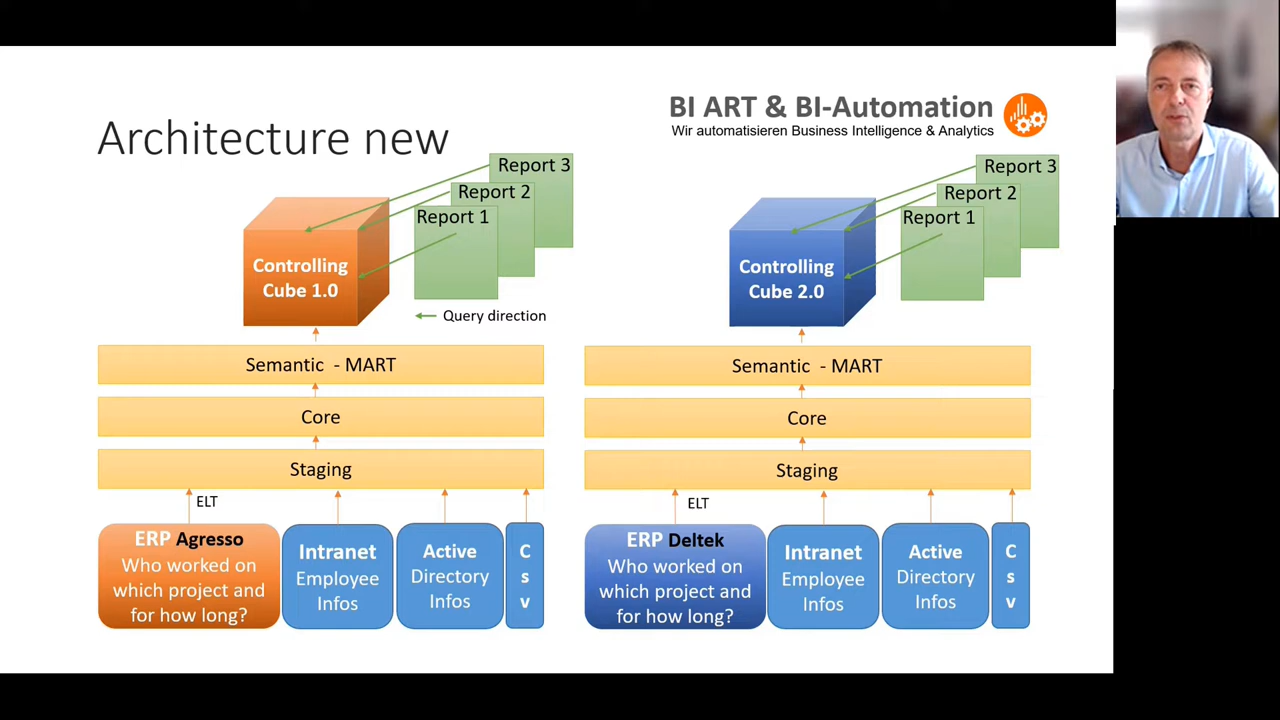 BI ART & BI-Automation
Wir automatisieren Business Intelligence & Analytics
Architecture new
Report 3
Report 2
Report 1
Controlling
Cube 1.0
Query direction
Semantic - MART
Core
Staging
ELT
ERP Agresso
Who worked on
which project and
for how long?
Intranet
Employee
Infos
Active
Directory
Infos
C
s
v
Report 3
Report 2
Report 1
Controlling
Cube 2.0
Semantic - MART
Core
Staging
ELT
ERP Deltek
Who worked on
which project and
for how long?
Intranet
Employee
Infos
Active
Directory
Infos
C
s
v